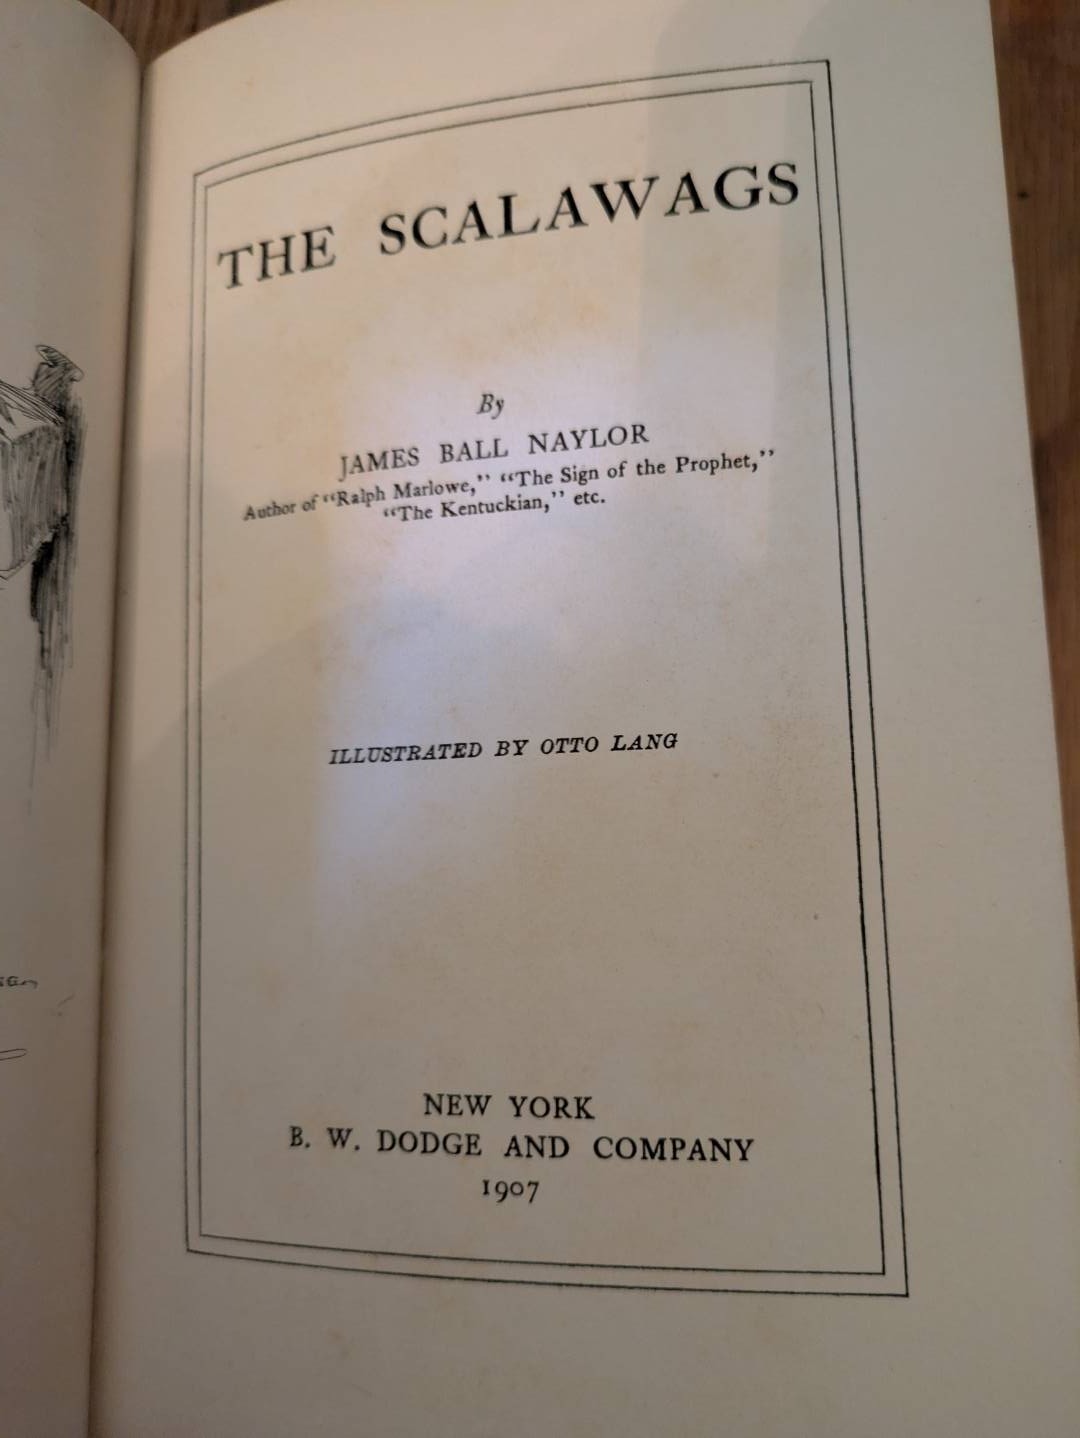 THE SCALAWAGS
By
JAMES BALL NAYLOR
Author of "Ralph Marlowe," "The Sign of the Prophet,"
"The Kentuckian," etc.
ILLUSTRATED BY OTTO LANG
NEW YORK
B. W. DODGE AND COMPANY
1907